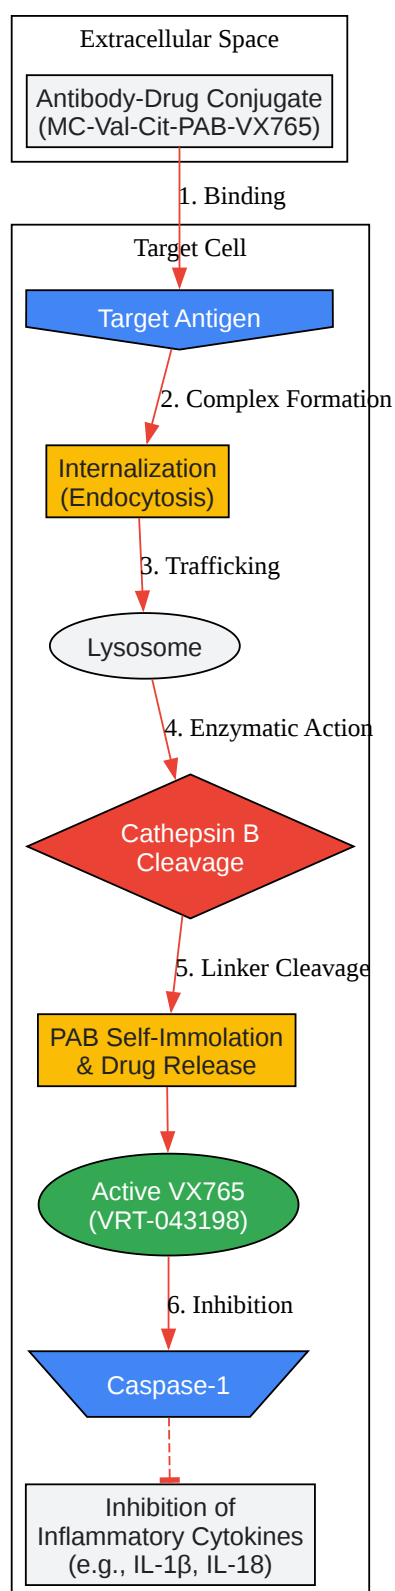 Extracellular Space
Antibody-Drug Conjugate
(MC-Val-Cit-PAB-VX765)
1. Binding
Target Cell
Target Antigen
2. Complex Formation
Internalization
(Endocytosis)
3. Trafficking
Lysosome
4. Enzymatic Action
Cathepsin B
Cleavage
5. Linker Cleavage
PAB Self-Immolation
& Drug Release
Active VX765
(VRT-043198)
6. Inhibition
Caspase-1
Inhibition of
Inflammatory Cytokines
(e.g., IL-1β, IL-18)